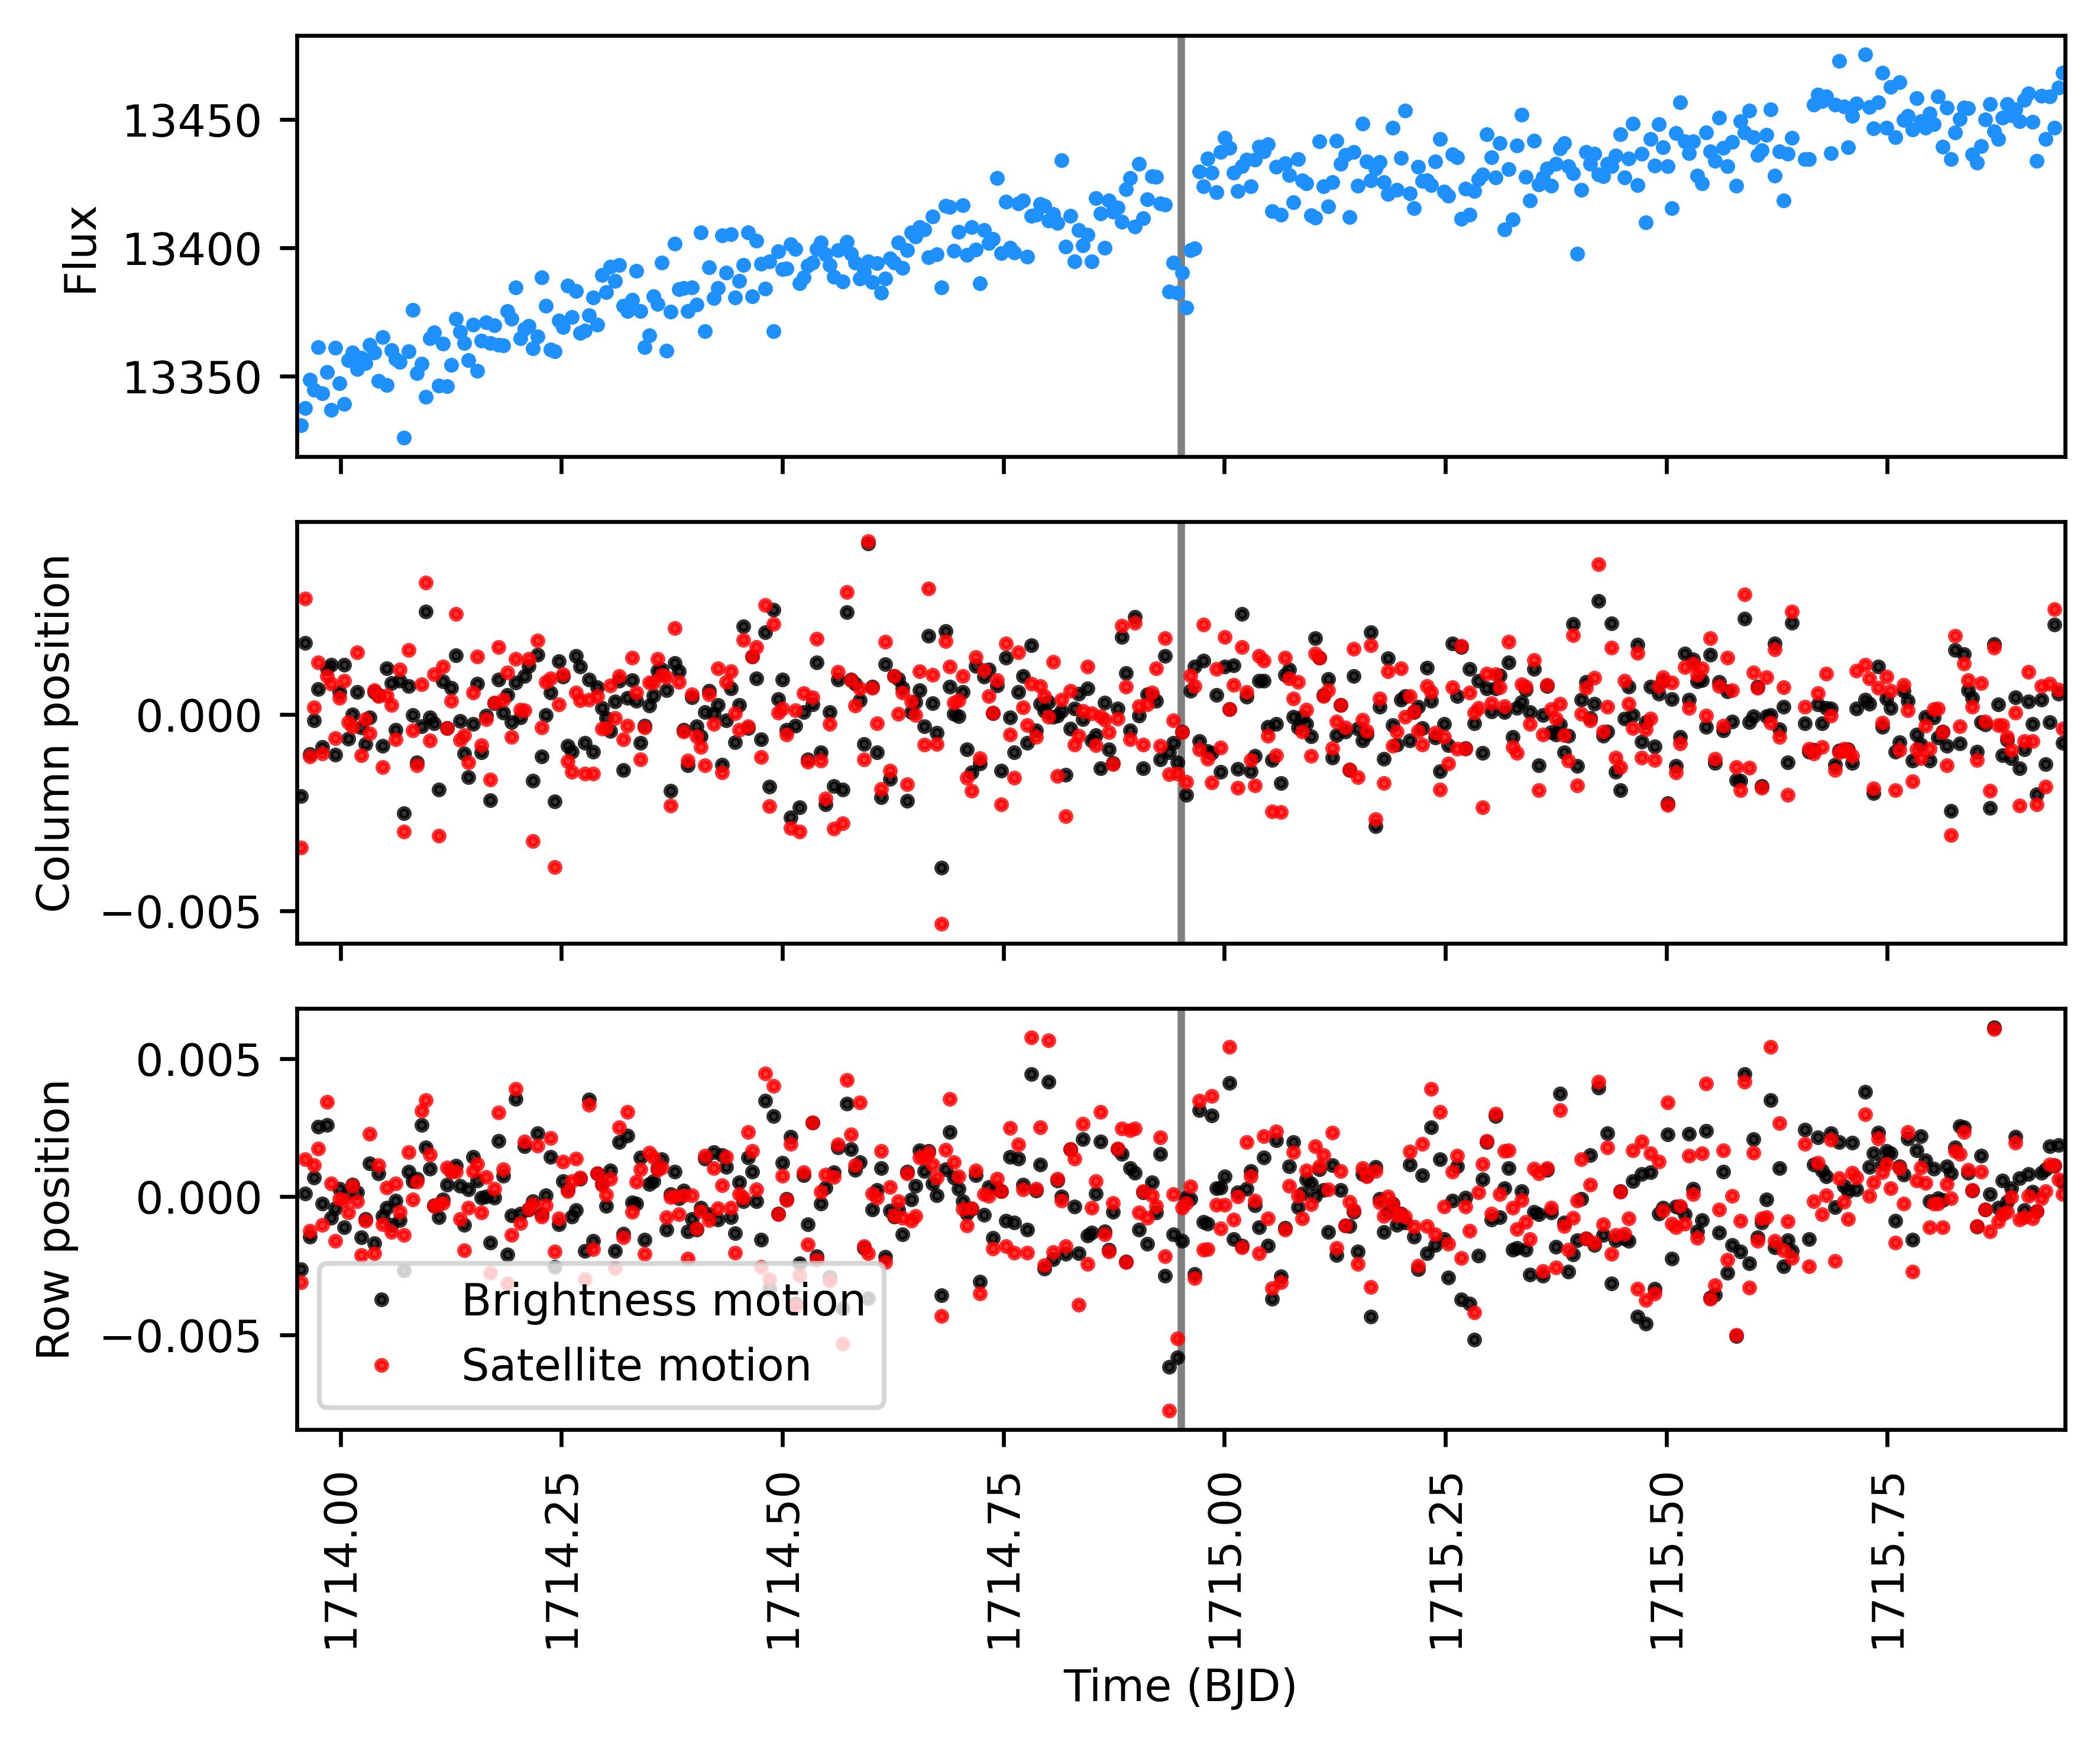 Flux
13450
13400
13350
Column position
0.000
−0.005
Row position
0.005
0.000
−0.005
Brightness motion
Satellite motion
1714.00
1714.25
1714.50
1714.75
1715.00
1715.25
1715.50
1715.75
Time (BJD)